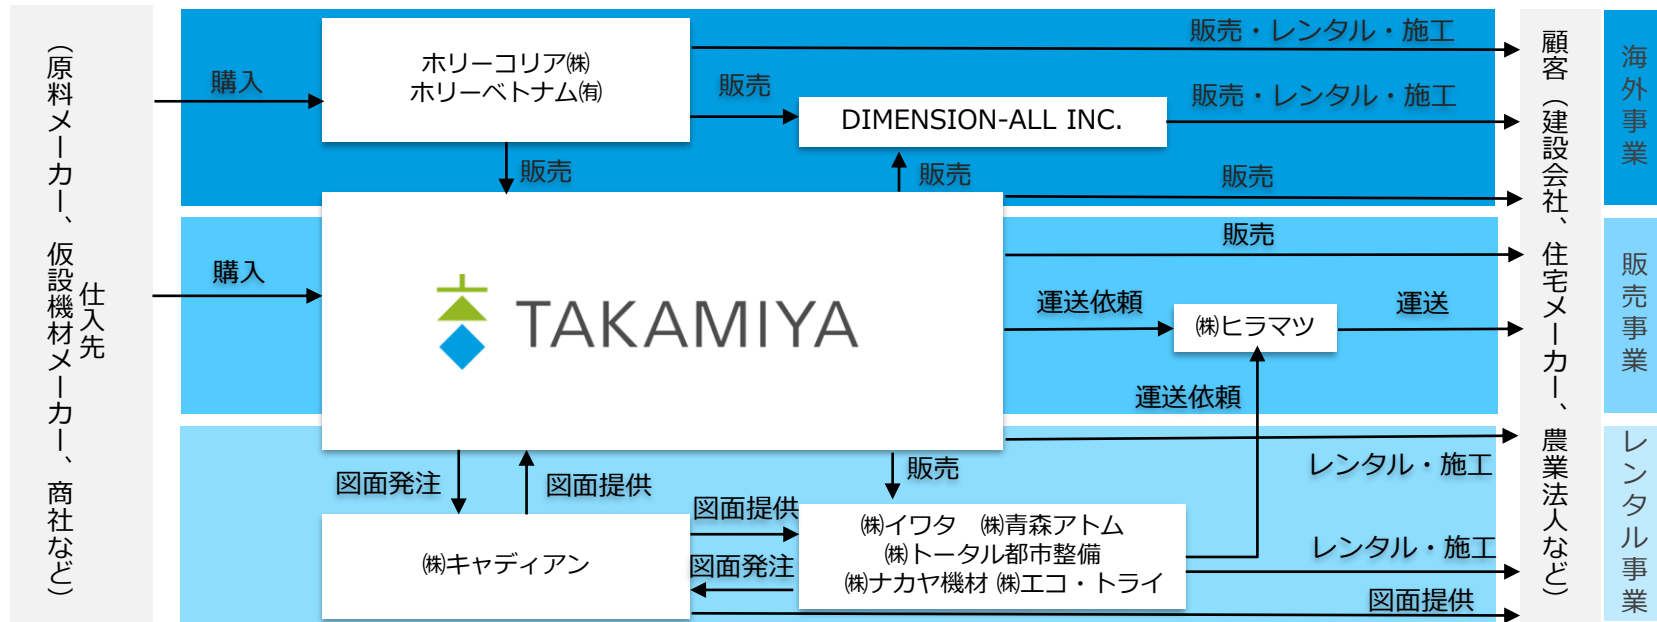 仕入先
（原料メーカー、仮設機材メーカー、商社など）
購入
ホリーコリア㈱
ホリーベトナム㈲
販売・レンタル・施工
販売
DIMENSION-ALL INC.
販売・レンタル・施工
販売
販売
販売
購入
TAKAMIYA
販売
運送依頼
㈱ヒラマツ
運送
運送依頼
図面発注
図面提供
販売
レンタル・施工
㈱キャディアン
図面提供
図面発注
㈱イワタ　㈱青森アトム
㈱トータル都市整備
㈱ナカヤ機材 ㈱エコ・トライ
レンタル・施工
図面提供
顧客（建設会社、住宅メーカー、農業法人など）
海外事業
販売事業
レンタル事業